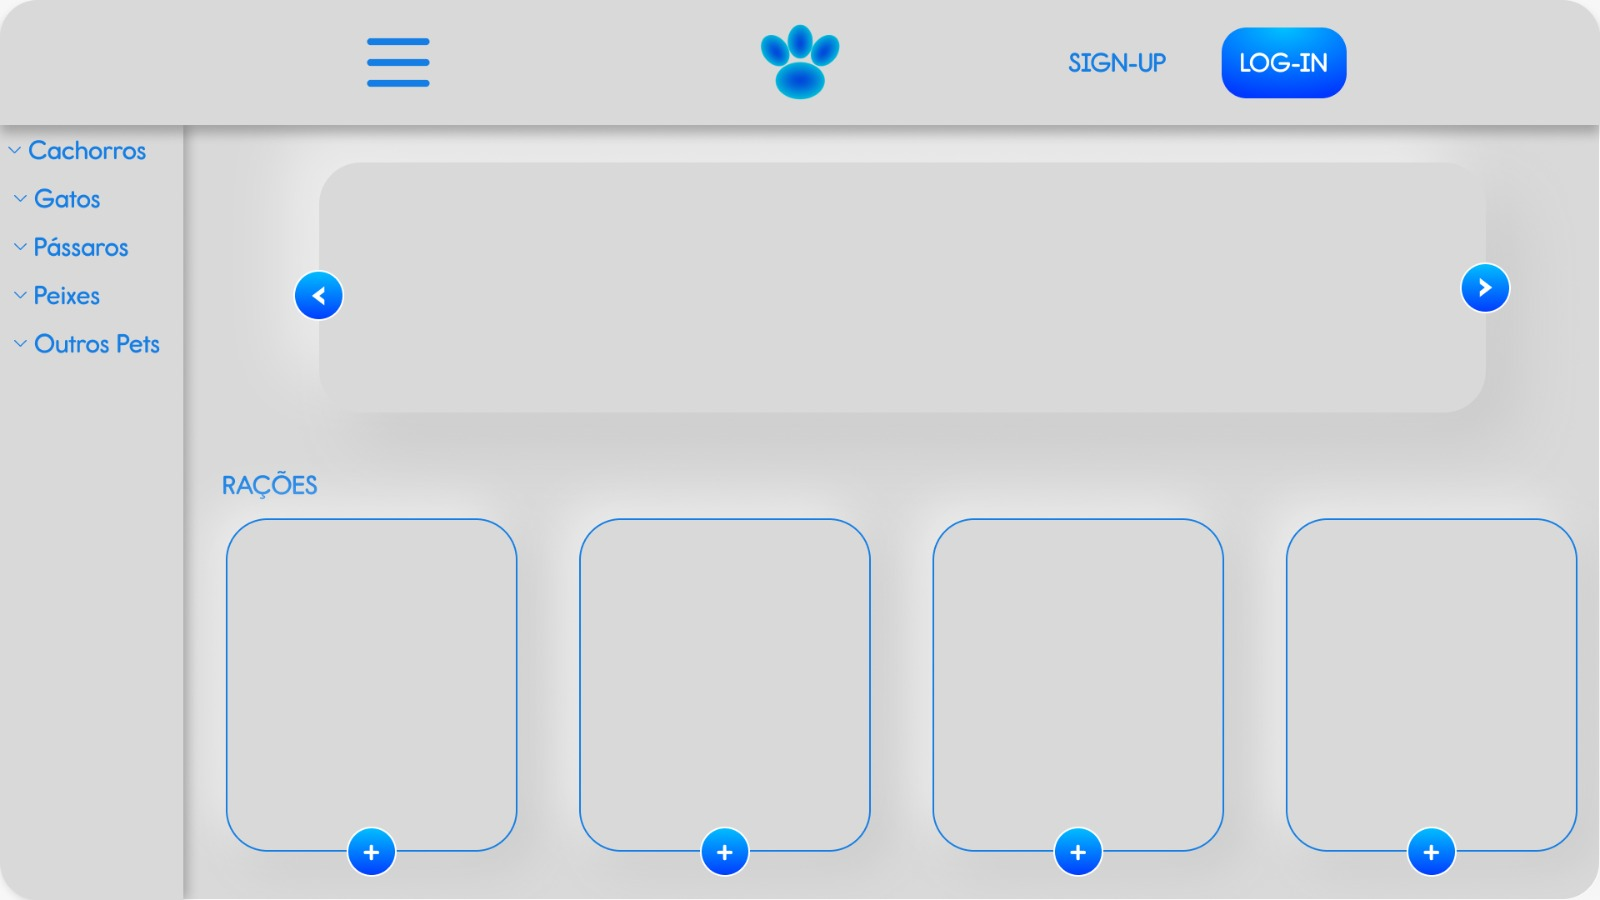 SIGN-UP
LOG-IN
Cachorros
Gatos
Pássaros
Peixes
Outros Pets
RAÇÕES